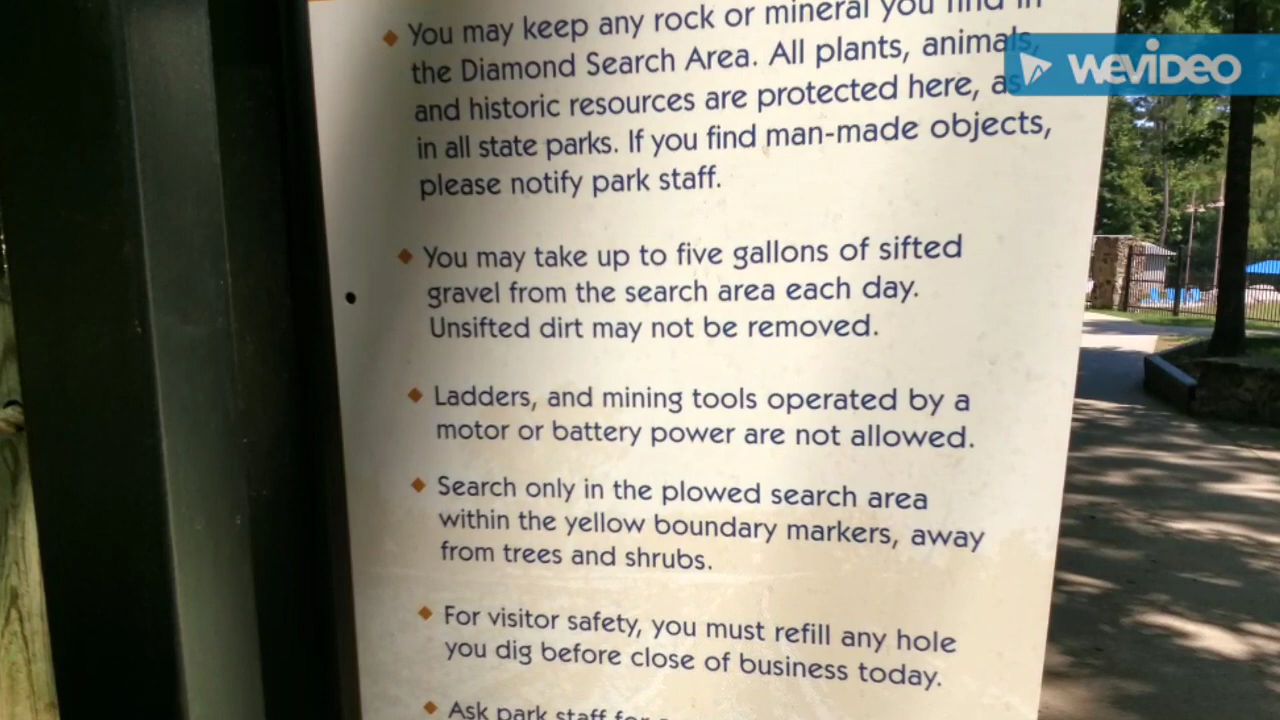 You may keep any rock or mineral you find in
the Diamond Search Area. All plants, animals,
and historic resources are protected here, as
in all state parks. If you find man-made objects,
please notify park staff.
You may take up to five gallons of sifted
gravel from the search area each day.
Unsifted dirt may not be removed.
Ladders, and mining tools operated by a
motor or battery power are not allowed.
Search only in the plowed search area
within the yellow boundary markers, away
from trees and shrubs.
For visitor safety, you must refill any hole
you dig before close of business today.
Ask park staff for
WEVIDEO